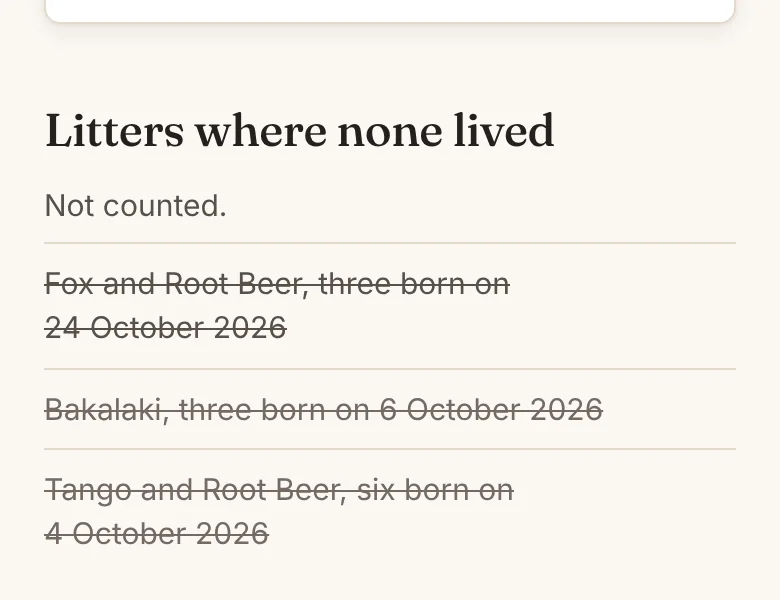 Litters where none lived
Not counted.
Fox and Root Beer, three born on
24 October 2026
Bakalaki, three born on 6 October 2026
Tango and Root Beer, six born on
4 October 2026